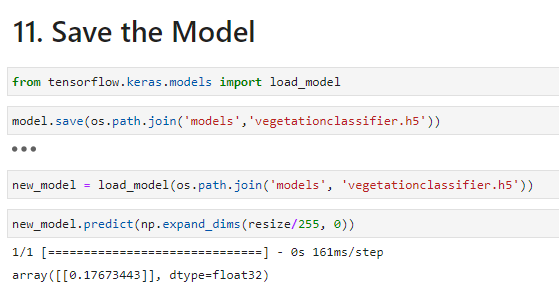 11. Save the Model
from tensorflow.keras.models import load_model
model.save(os.path.join('models','vegetationclassifier.h5'))
•••
new_model = load_model(os.path.join('models', 'vegetationclassifier.h5'))
new_model.predict(np.expand_dims(resize/255, 0))
1/1 [==============================] - 0s 161ms/step
array([[0.17673443]], dtype=float32)